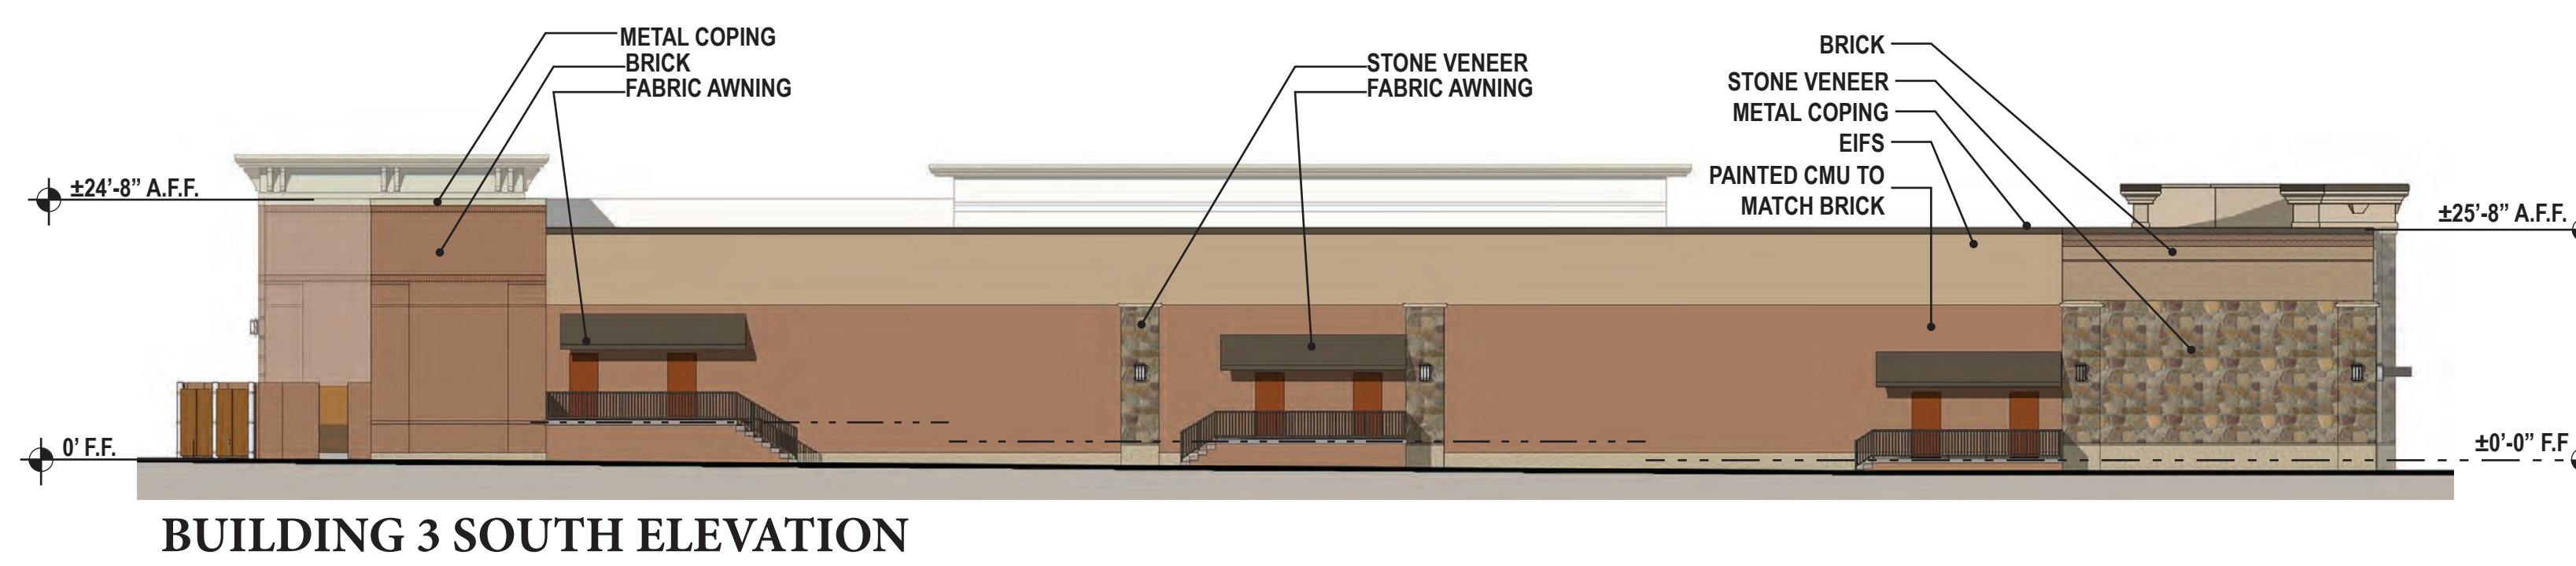 METAL COPING
BRICK
FABRIC AWNING
STONE VENEER
FABRIC AWNING
BRICK
STONE VENEER
METAL COPING
EIFS
PAINTED CMU TO
MATCH BRICK
±24’-8” A.F.F.
±25’-8” A.F.F.
0’ F.F.
±0’-0” F.F
BUILDING 3 SOUTH ELEVATION